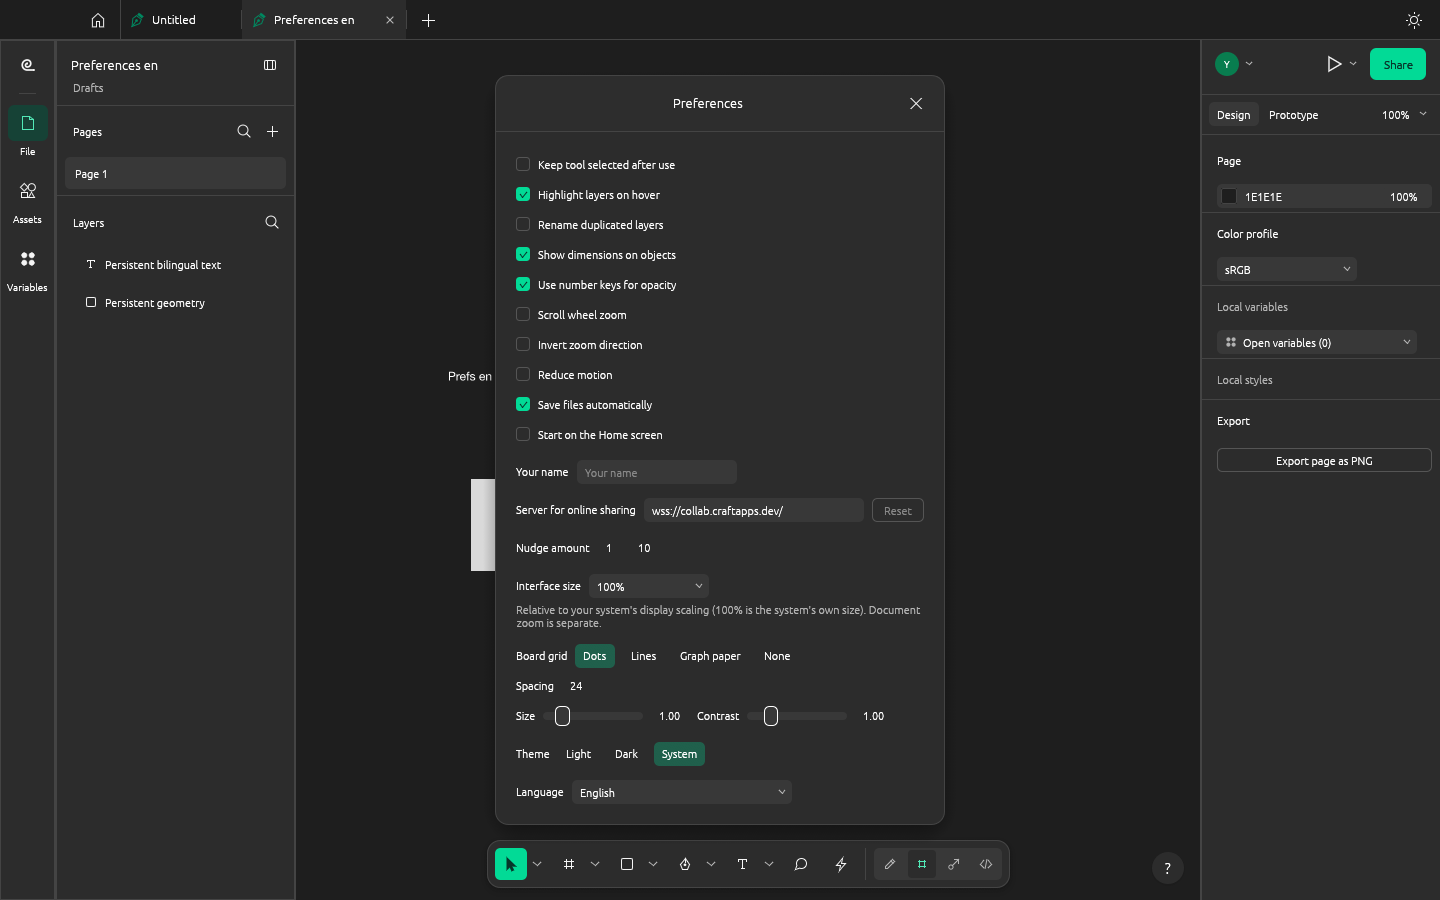 Untitled
Preferences en
Preferences en
Drafts
File
Assets
Variables
Pages
Page 1
Layers
Persistent bilingual text
Persistent geometry
Prefs en
Preferences
Keep tool selected after use
Highlight layers on hover
Rename duplicated layers
Show dimensions on objects
Use number keys for opacity
Scroll wheel zoom
Invert zoom direction
Reduce motion
Save files automatically
Start on the Home screen
Your name Your name
Server for online sharing wss://collab.craftapps.dev/ Reset
Nudge amount 1 10
Interface size 100%
Relative to your system's display scaling (100% is the system's own size). Document
zoom is separate.
Board grid Dots Lines Graph paper None
Spacing 24
Size 1.00 Contrast 1.00
Theme Light Dark System
Language English
Y
Share
Design Prototype 100%
Page
1E1E1E 100%
Color profile
sRGB
Local variables
Open variables (0)
Local styles
Export
Export page as PNG
?